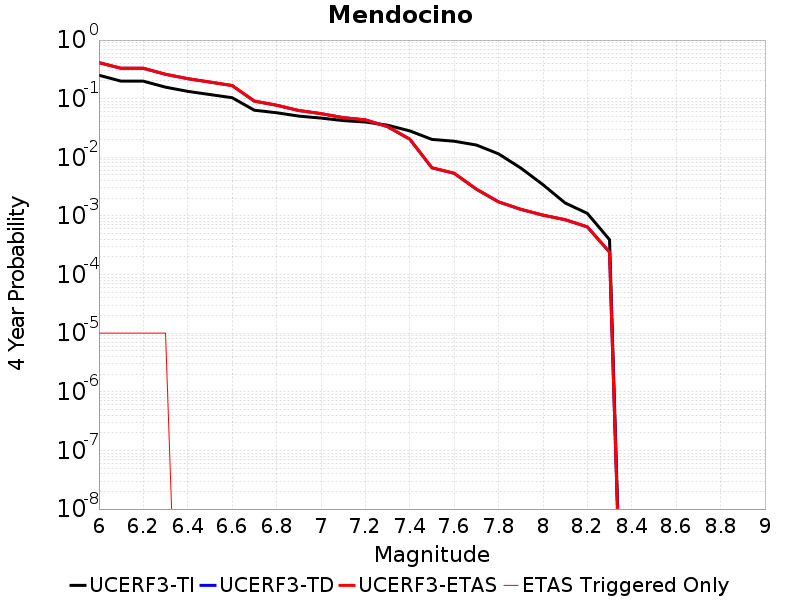 Mendocino
10^0
10^-1
10^-2
10^-3
10^-4
10^-5
10^-6
10^-7
10^-8
4 Year Probability
6 6.2 6.4 6.6 6.8 7 7.2 7.4 7.6 7.8 8 8.2 8.4 8.6 8.8 9
Magnitude
UCERF3-TI UCERF3-TD UCERF3-ETAS ETAS Triggered Only